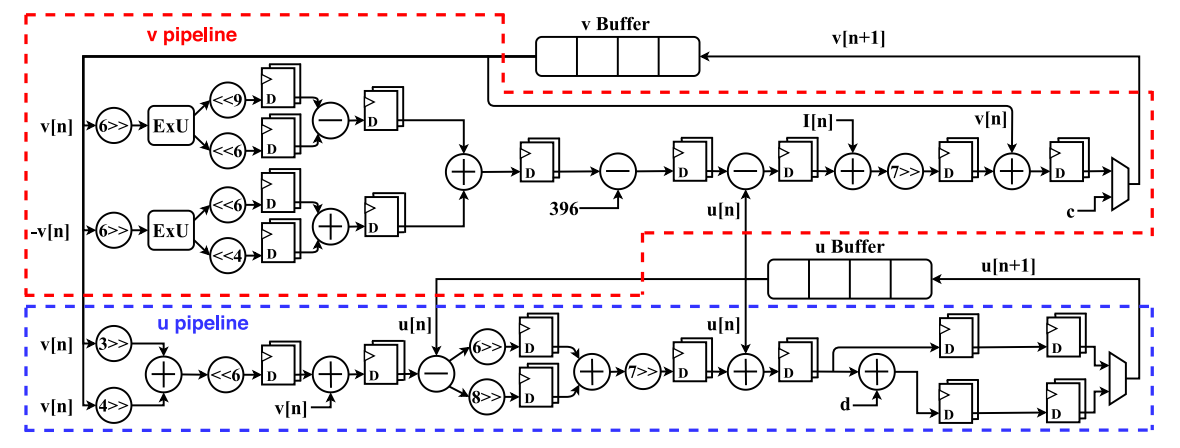 v Buffer
v pipeline
v[n+1]
<<9
D
D
v[n]
6>>
ExU
I[n]
v[n]
<<6
D
D
D
D
D
D
7>>
<<6
D
D
396
u[n]
c
-v[n]
6>>
ExU
<<4
D
u Buffer
u[n+1]
u pipeline
u[n]
u[n]
v[n]
3>>
6>>
D
D
D
<<6
D
D
7>>
D
D
v[n]
4>>
v[n]
8>>
D
d
D
D